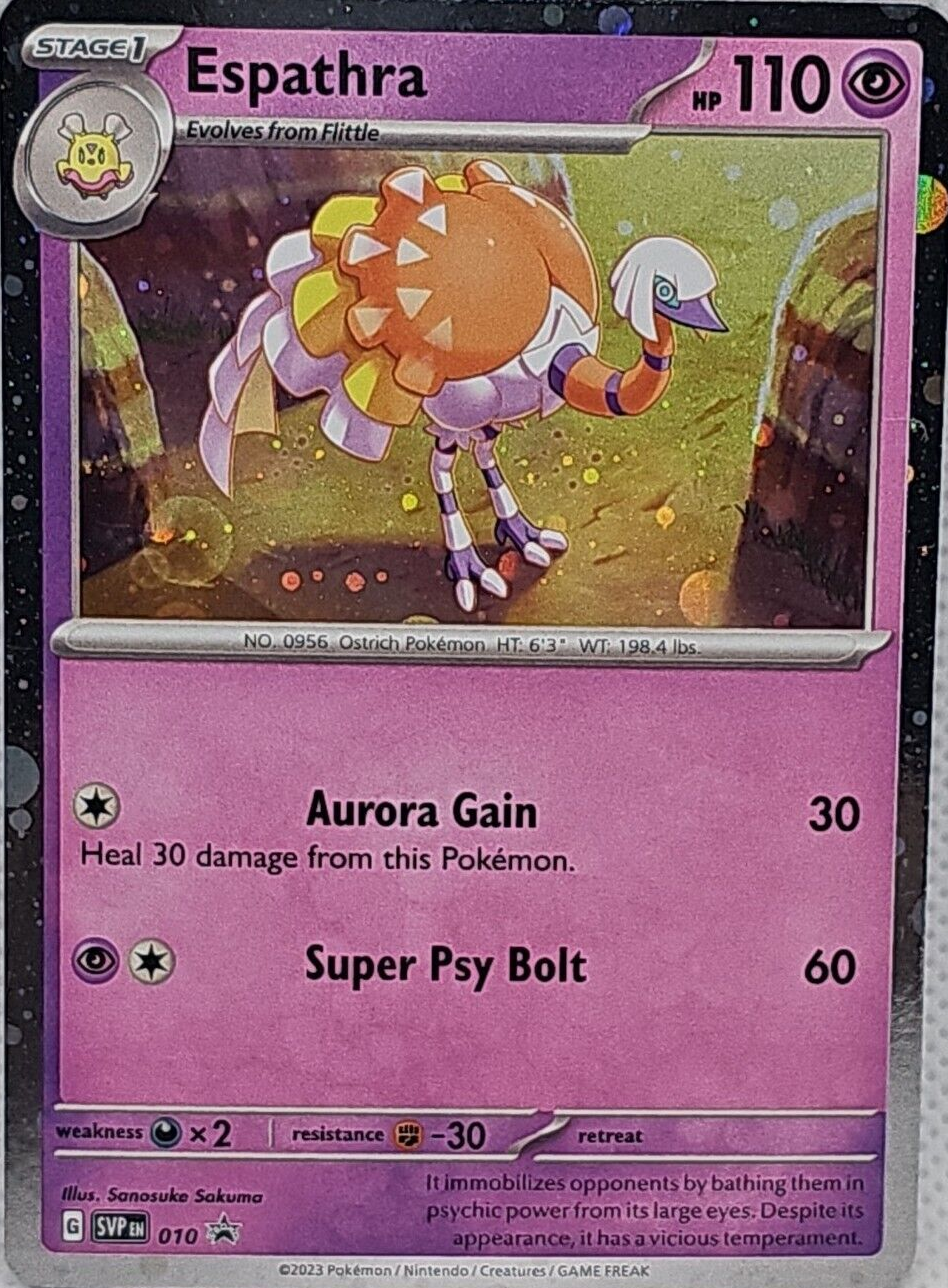 STAGE1
Espathra
HP 110
Evolves from Flittle
NO. 0956 Ostrich Pokémon HT: 6'3" WT: 198.4 lbs.
Aurora Gain 30
Heal 30 damage from this Pokémon.
Super Psy Bolt 60
weakness ×2 resistance -30 retreat
Illus. Sanosuke Sakuma
G SVP EN 010
It immobilizes opponents by bathing them in
psychic power from its large eyes. Despite its
appearance, it has a vicious temperament.
©2023 Pokémon / Nintendo / Creatures / GAME FREAK